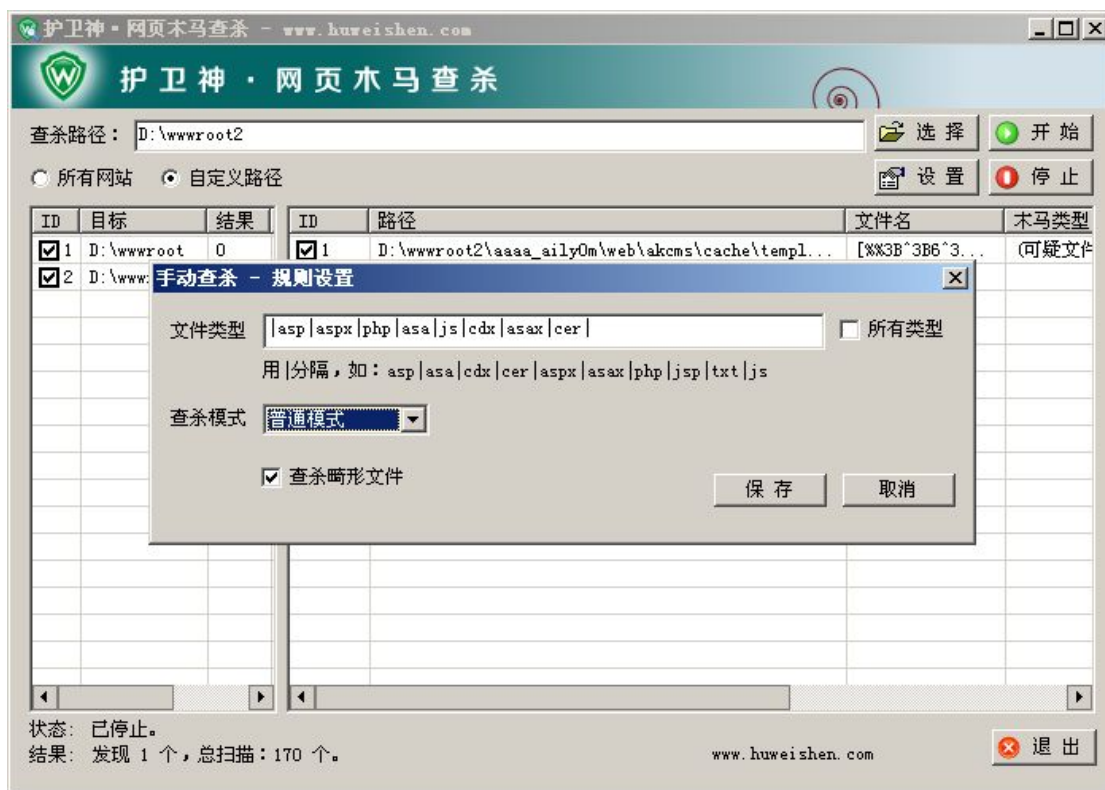 护卫神·网页木马查杀 - www.huweishen.com
护卫神·网页木马查杀
查杀路径： D:\wwwroot2 选择 开始
所有网站 自定义路径 设置 停止
ID 目标 结果 ID 路径 文件名 木马类型
1 D:\wwwroot 0 1 D:\wwwroot2\aaaa_aily0m\web\akcms\cache\templ... [%%3B^3B6^3... (可疑文件
2 D:\www
手动查杀 - 规则设置
文件类型 |asp|aspx|php|asa|js|cdx|asax|cer| 所有类型
用|分隔，如：asp|asa|cdx|cer|aspx|asax|php|jsp|txt|js
查杀模式 普通模式
查杀畸形文件
保存 取消
状态: 已停止。
结果: 发现 1 个，总扫描：170 个。
www.huweishen.com 退出